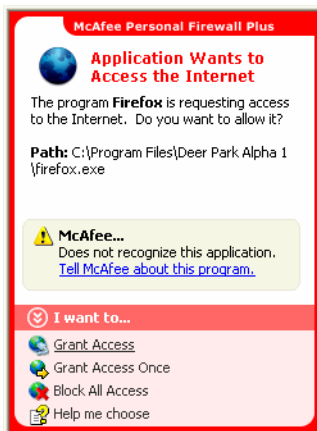 McAfee Personal Firewall Plus
Application Wants to
Access the Internet
The program Firefox is requesting access
to the Internet. Do you want to allow it?
Path: C:\Program Files\Deer Park Alpha 1
\firefox.exe
McAfee...
Does not recognize this application.
Tell McAfee about this program.
I want to...
Grant Access
Grant Access Once
Block All Access
Help me choose